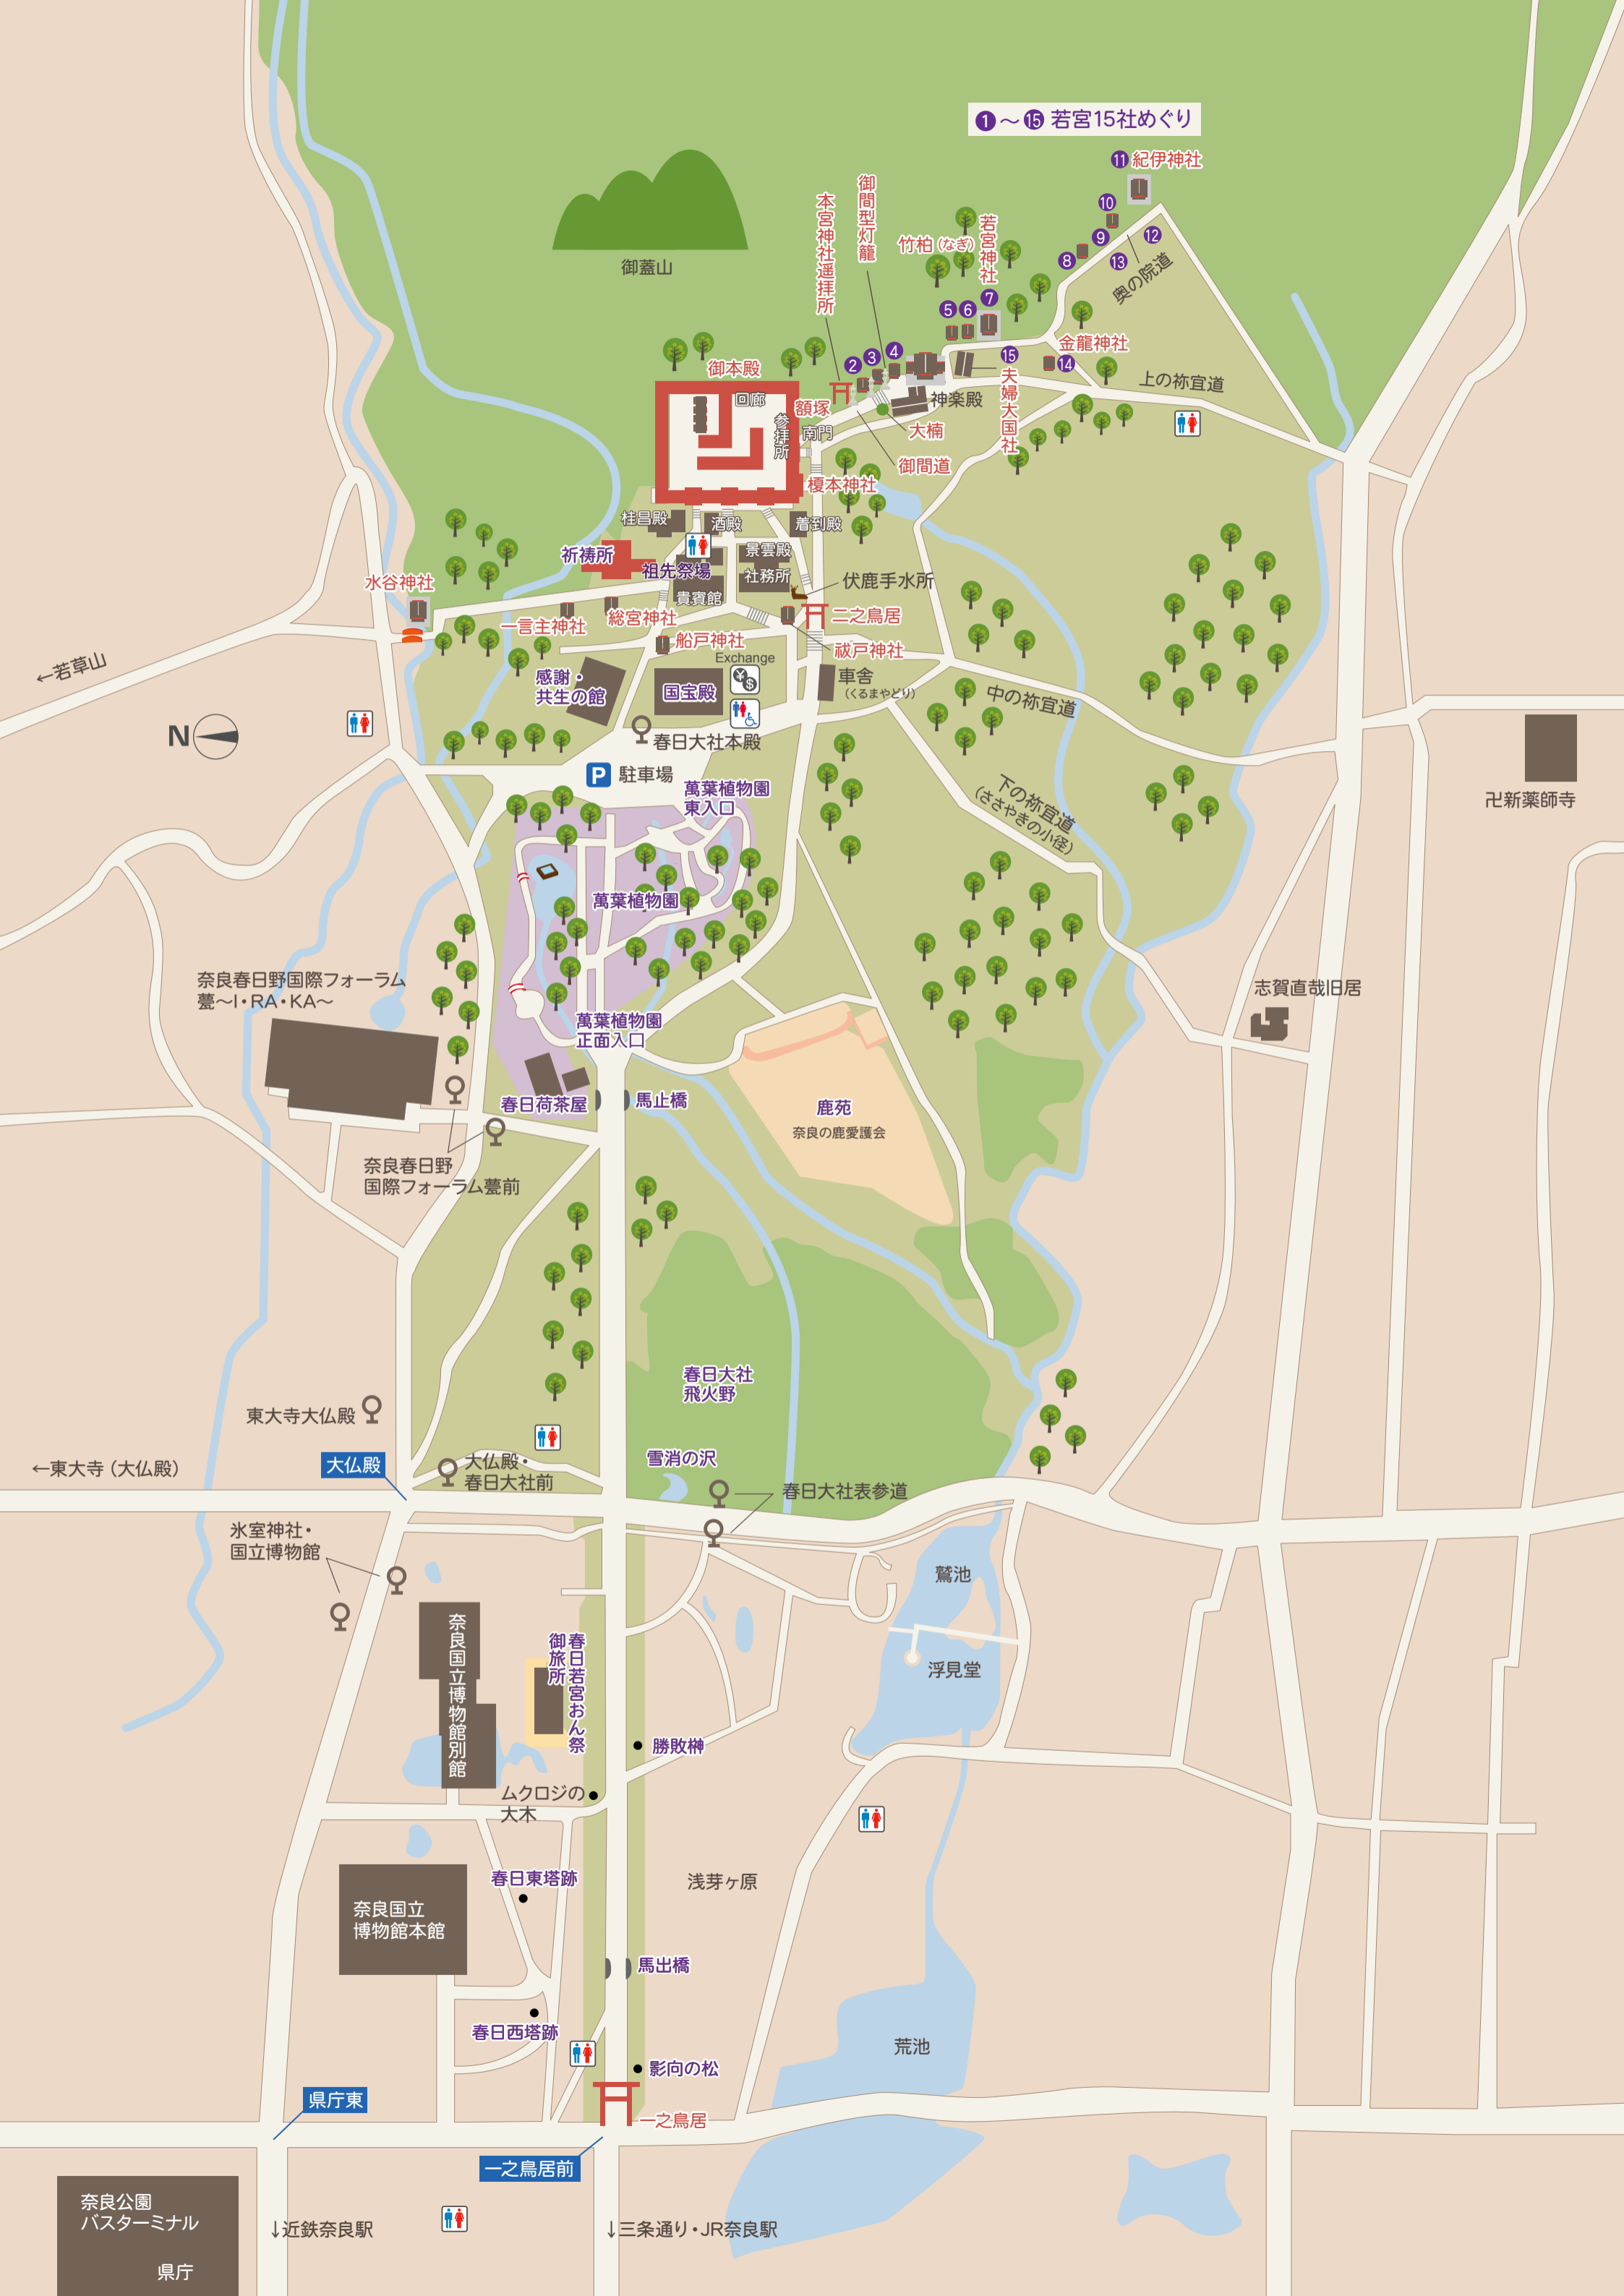 ❶～⓯ 若宮15社めぐり
⓫ 紀伊神社
❿
❾
⓬
❽
⓭
奥の院道
御間型灯籠
本宮神社遥拝所
若宮神社
竹柏（なぎ）
御蓋山
❺ ❻ ❼
❷ ❸ ❹
⓯
夫婦大国社
金龍神社
⓮
上の祢宜道
御本殿
回廊
参拝所
額塚
南門
神楽殿
大楠
御間道
榎本神社
桂昌殿
酒殿
着到殿
祈祷所
祖先祭場
景雲殿
社務所
貴賓館
伏鹿手水所
水谷神社
一言主神社
総宮神社
二之鳥居
船戸神社
祓戸神社
Exchange
←若草山
感謝・
共生の館
国宝殿
車舎
（くるまやどり）
中の祢宜道
N
春日大社本殿
P 駐車場
萬葉植物園
東入口
下の祢宜道
（ささやきの小径）
卍新薬師寺
萬葉植物園
奈良春日野国際フォーラム
甍～I・RA・KA～
志賀直哉旧居
萬葉植物園
正面入口
春日荷茶屋
馬止橋
鹿苑
奈良の鹿愛護会
奈良春日野
国際フォーラム甍前
春日大社
飛火野
東大寺大仏殿
←東大寺（大仏殿）
大仏殿
大仏殿・
春日大社前
雪消の沢
春日大社表参道
氷室神社・
国立博物館
鷲池
奈良国立博物館別館
春日若宮おん祭
御旅所
浮見堂
勝敗榊
ムクロジの
大木
春日東塔跡
浅芽ヶ原
奈良国立
博物館本館
馬出橋
春日西塔跡
荒池
影向の松
県庁東
一之鳥居
一之鳥居前
奈良公園
バスターミナル
県庁
↓近鉄奈良駅
↓三条通り・JR奈良駅